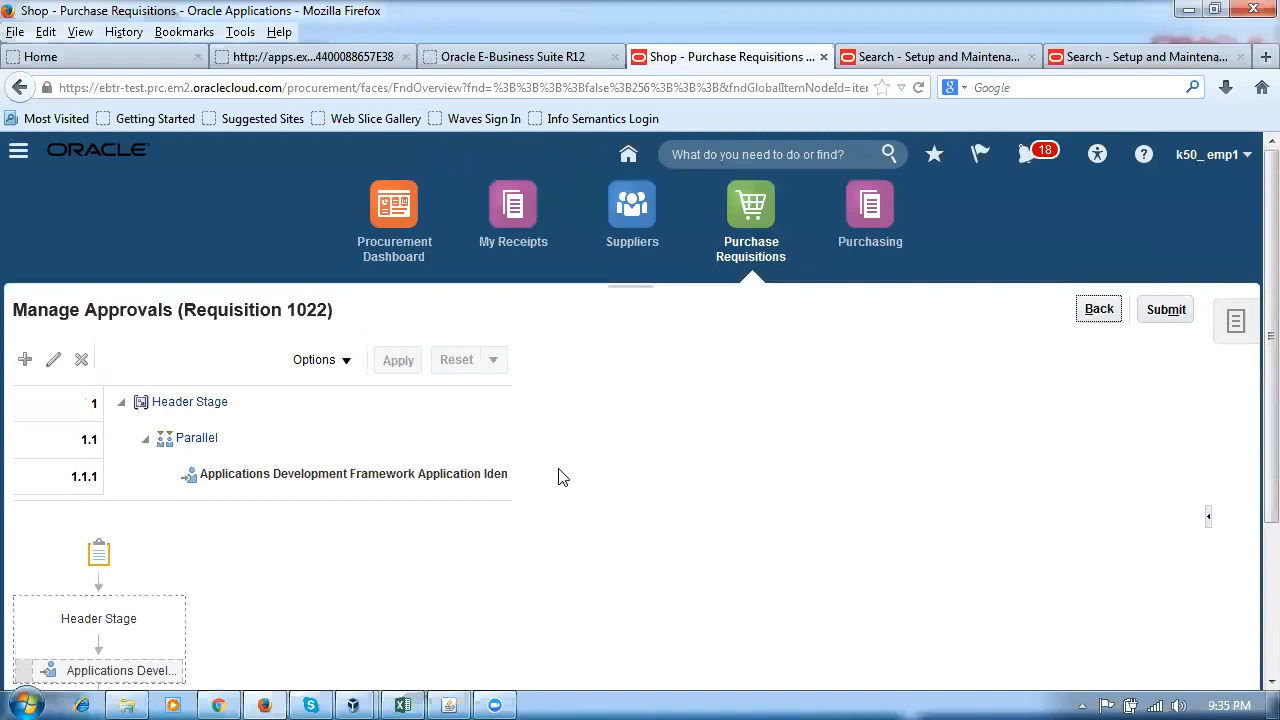 Shop - Purchase Requisitions - Oracle Applications - Mozilla Firefox
File Edit View History Bookmarks Tools Help
Home http://apps.ex...4400088657E38 Oracle E-Business Suite R12 Shop - Purchase Requisitions ... Search - Setup and Maintena... Search - Setup and Maintena...
https://ebtr-test.prc.em2.oraclecloud.com/procurement/faces/FndOverview?fnd=%3B%3B%3Bfalse%3B256%3B%3B%3B&fndGlobalItemNodeId=iter Google
Most Visited Getting Started Suggested Sites Web Slice Gallery Waves Sign In Info Semantics Online
ORACLE What do you need to do or find? 18 k50_ emp1
Procurement Dashboard My Receipts Suppliers Purchase Requisitions Purchasing
Manage Approvals (Requisition 1022) Back Submit
Options Apply Reset
1 Header Stage
1.1 Parallel
1.1.1 Applications Development Framework Application Iden
Header Stage
Applications Devel...
9:35 PM